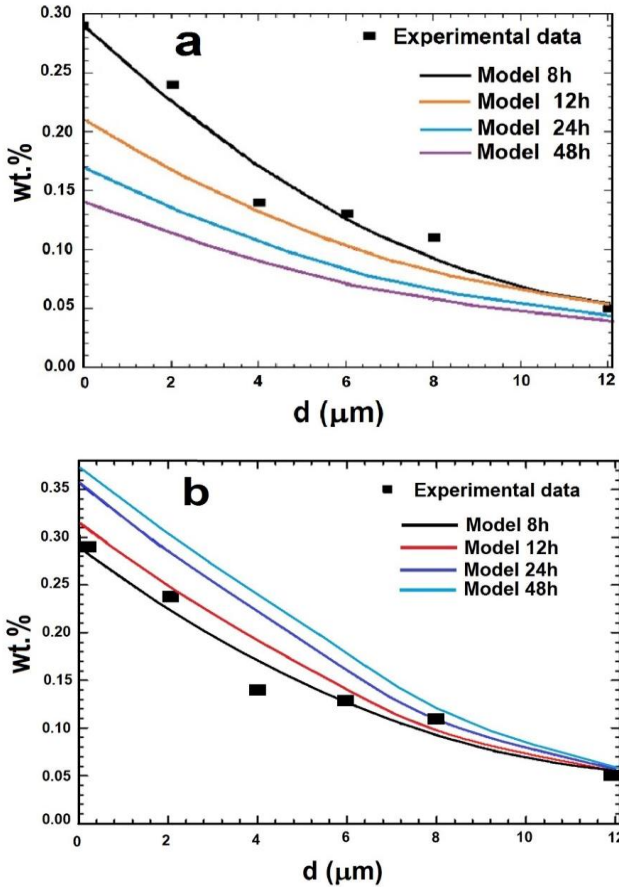 a
Experimental data
Model 8h
Model 12h
Model 24h
Model 48h
wt.%
0.30
0.25
0.20
0.15
0.10
0.05
0.00
0 2 4 6 8 10 12
d (μm)
b
Experimental data
Model 8h
Model 12h
Model 24h
Model 48h
wt.%
0.35
0.30
0.25
0.20
0.15
0.10
0.05
0.00
0 2 4 6 8 10 12
d (μm)